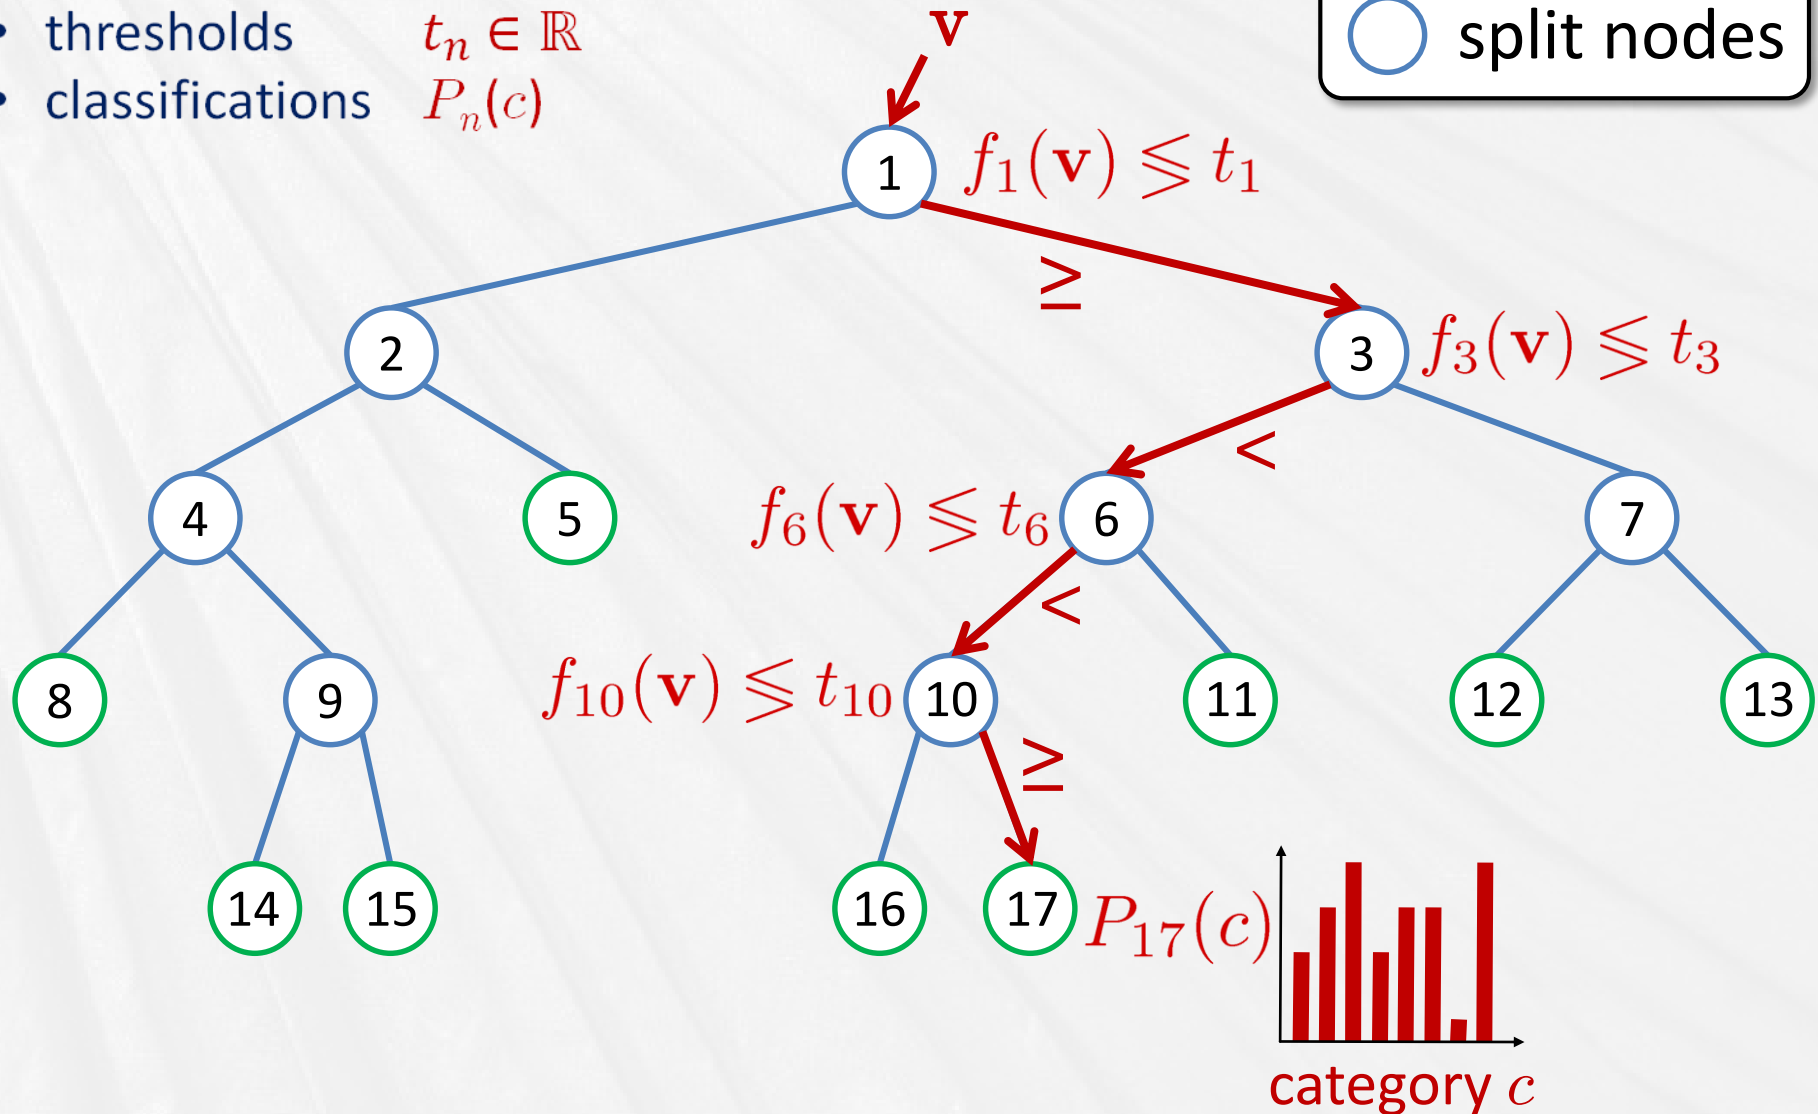 • thresholds t_n ∈ ℝ
• classifications P_n(c)
split nodes
v
1 f_1(v) ≶ t_1
≥
2
3 f_3(v) ≶ t_3
<
4
5
f_6(v) ≶ t_6 6
7
<
8
9
f_10(v) ≶ t_10 10
11
12
13
≥
14
15
16
17 P_17(c)
category c